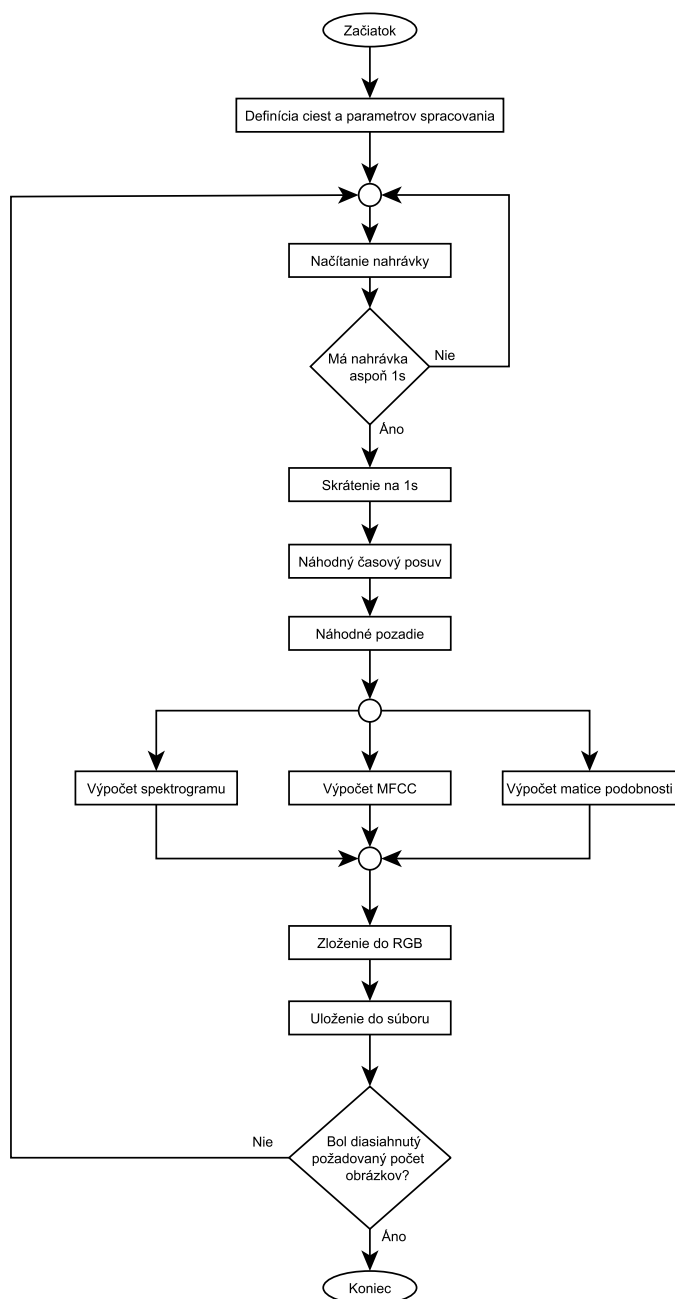 Začiatok
Definícia ciest a parametrov spracovania
Načítanie nahrávky
Má nahrávka
aspoň 1s
Nie
Áno
Skrátenie na 1s
Náhodný časový posuv
Náhodné pozadie
Výpočet spektrogramu
Výpočet MFCC
Výpočet matice podobnosti
Zloženie do RGB
Uloženie do súboru
Bol diasiahnutý
požadovaný počet
obrázkov?
Nie
Áno
Koniec